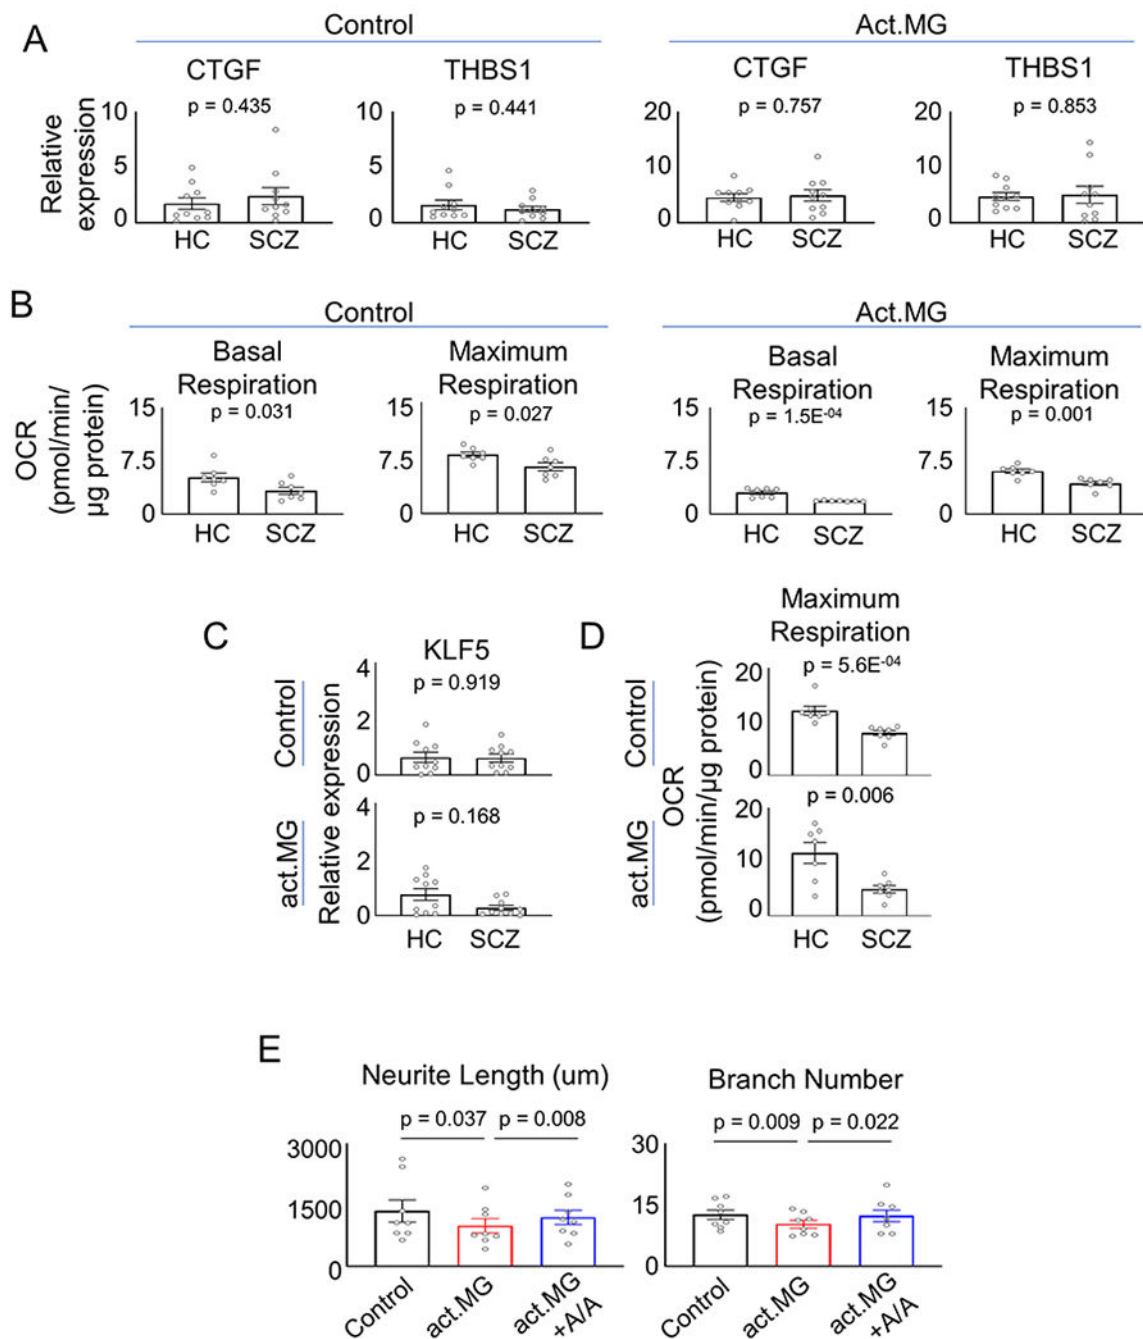 A
Control
Act.MG
CTGF
THBS1
CTGF
THBS1
p = 0.435
p = 0.441
p = 0.757
p = 0.853
Relative
expression
10
5
0
HC
SCZ
10
5
0
HC
SCZ
20
10
0
HC
SCZ
20
10
0
HC
SCZ
B
Control
Act.MG
Basal
Respiration
p = 0.031
Maximum
Respiration
p = 0.027
Basal
Respiration
p = 1.5E-04
Maximum
Respiration
p = 0.001
OCR
(pmol/min/
µg protein)
15
7.5
0
HC
SCZ
15
7.5
0
HC
SCZ
15
7.5
0
HC
SCZ
15
7.5
0
HC
SCZ
C
KLF5
Control
act.MG
Relative expression
4
2
0
p = 0.919
4
2
0
p = 0.168
HC
SCZ
D
Maximum
Respiration
Control
act.MG
OCR
(pmol/min/µg protein)
p = 5.6E-04
20
10
0
p = 0.006
20
10
0
HC
SCZ
E
Neurite Length (um)
p = 0.037
p = 0.008
3000
1500
0
Control
act.MG
act.MG
+A/A
Branch Number
p = 0.009
p = 0.022
30
15
0
Control
act.MG
act.MG
+A/A